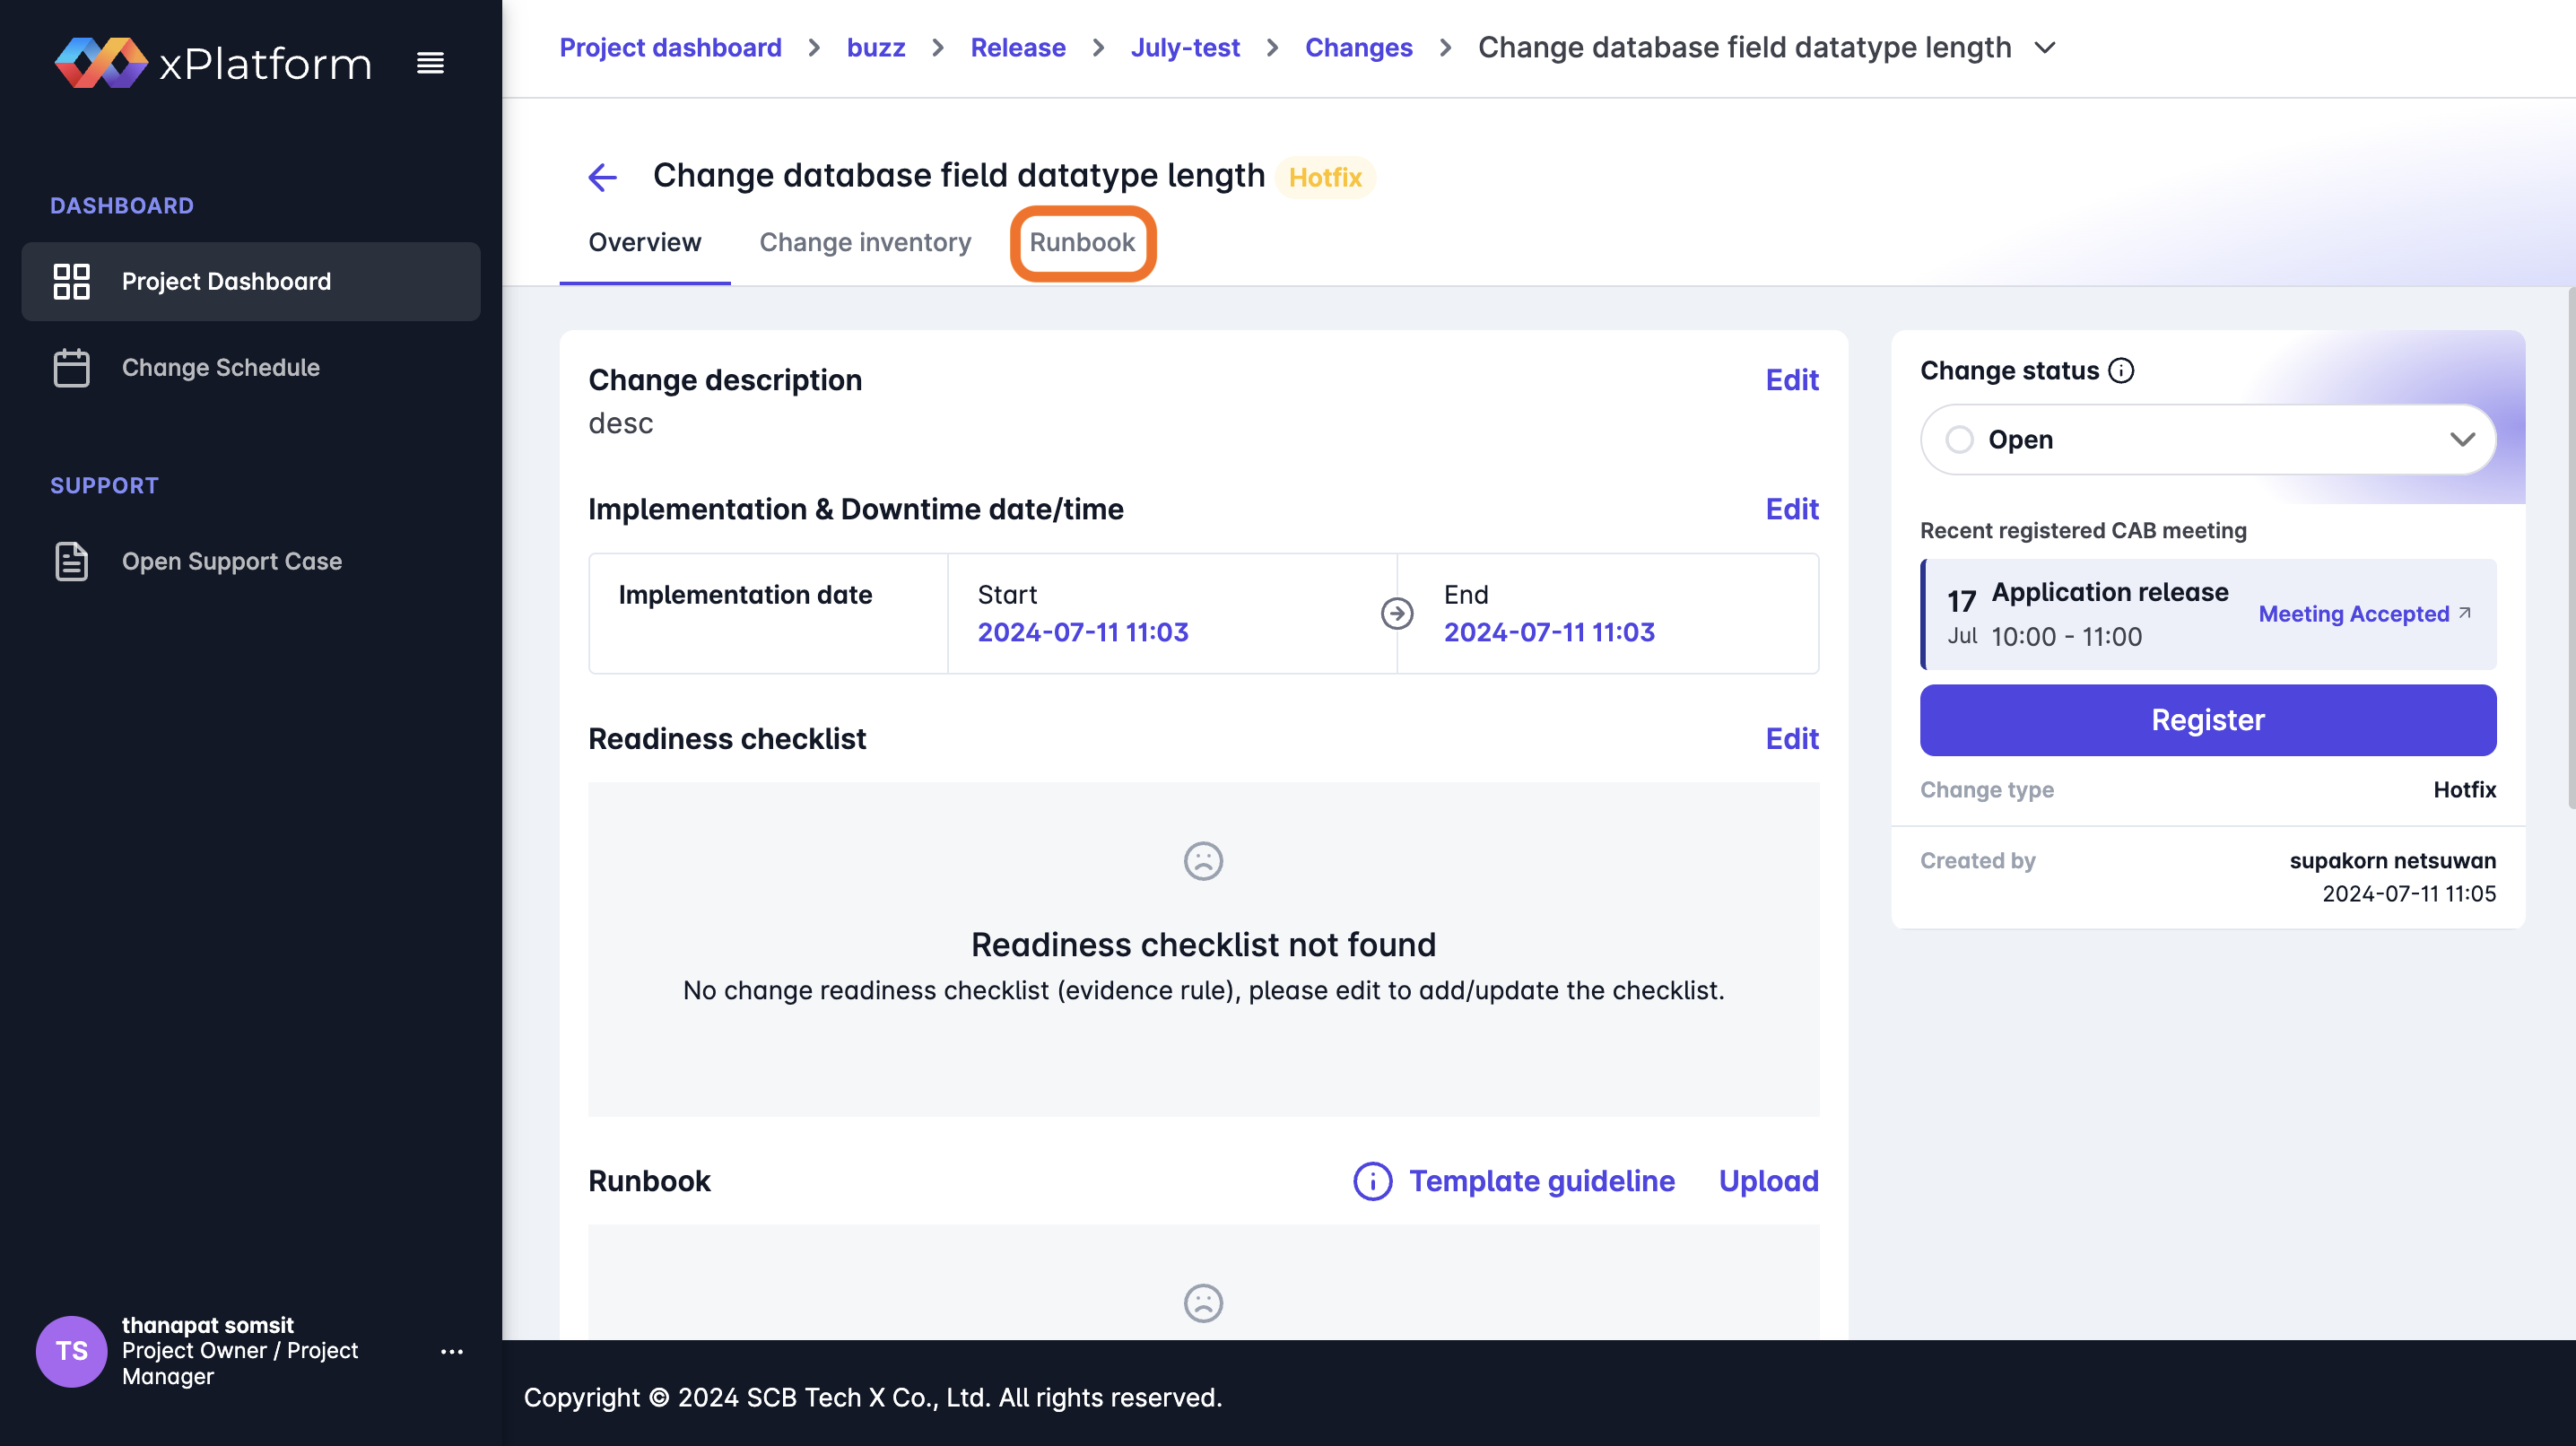 xPlatform
DASHBOARD
Project Dashboard
Change Schedule
SUPPORT
Open Support Case
TS
thanapat somsit
Project Owner / Project
Manager
Project dashboard
buzz
Release
July-test
Changes
Change database field datatype length
Change database field datatype length
Hotfix
Overview
Change inventory
Runbook
Change description
Edit
desc
Implementation & Downtime date/time
Edit
Implementation date
Start
2024-07-11 11:03
End
2024-07-11 11:03
Readiness checklist
Edit
Readiness checklist not found
No change readiness checklist (evidence rule), please edit to add/update the checklist.
Runbook
Template guideline
Upload
Change status
Open
Recent registered CAB meeting
17
Jul
Application release
10:00 - 11:00
Meeting Accepted
Register
Change type
Hotfix
Created by
supakorn netsuwan
2024-07-11 11:05
Copyright © 2024 SCB Tech X Co., Ltd. All rights reserved.